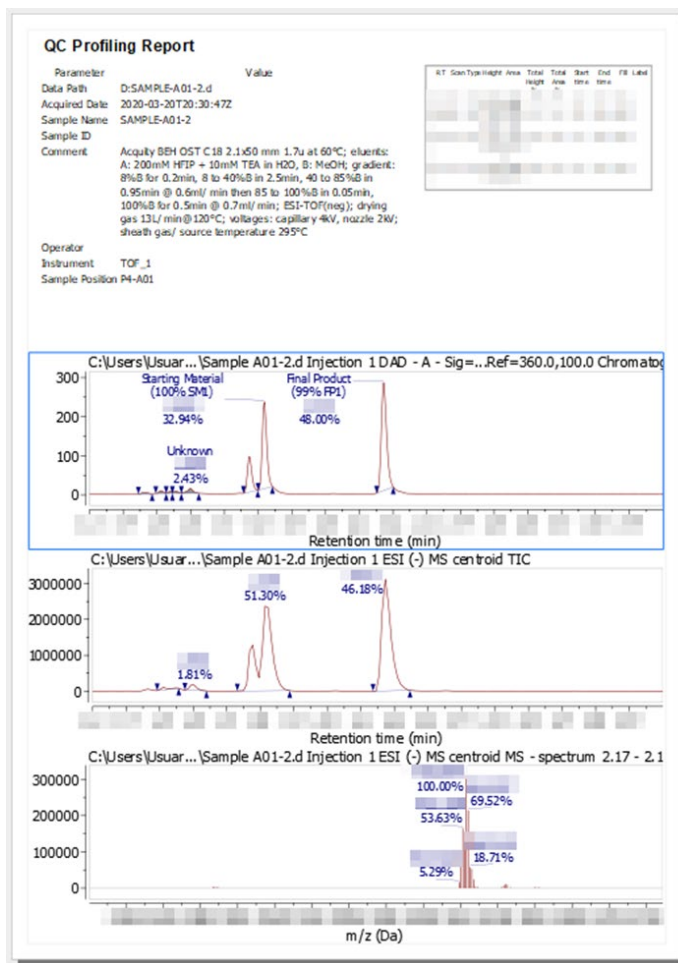 QC Profiling Report
Parameter Value
Data Path D:SAMPLE-A01-2.d
Acquired Date 2020-03-20T20:30:47Z
Sample Name SAMPLE-A01-2
Sample ID
Comment Acquity BEH OST C18 2.1x50 mm 1.7u at 60°C; eluents:
A: 200mM HFIP + 10mM TEA in H2O, B: MeOH; gradient:
8%B for 0.2min, 8 to 40%B in 2.5min, 40 to 85%B in
0.95min @ 0.6ml/ min then 85 to 100%B in 0.05min,
100%B for 0.5min @ 0.7ml/ min; ESI-TOF(neg); drying
gas 13L/ min@120°C; voltages: capillary 4kV, nozzle 2kV;
sheath gas/ source temperature 295°C
Operator
Instrument TOF_1
Sample Position P4-A01
RT Scan Type Height Area Total Height Total Area Start time End time Fill Label
C:\Users\Usuar...\Sample A01-2.d Injection 1 DAD - A - Sig=...Ref=360.0,100.0 Chromatog
300
200
100
0
Starting Material
(100% SM1)
32.94%
Final Product
(99% FP1)
48.00%
Unknown
2.43%
Retention time (min)
C:\Users\Usuar...\Sample A01-2.d Injection 1 ESI (-) MS centroid TIC
3000000
2000000
1000000
0
51.30%
46.18%
1.81%
Retention time (min)
C:\Users\Usuar...\Sample A01-2.d Injection 1 ESI (-) MS centroid MS - spectrum 2.17 - 2.1
300000
200000
100000
0
100.00%
69.52%
53.63%
18.71%
5.29%
m/z (Da)